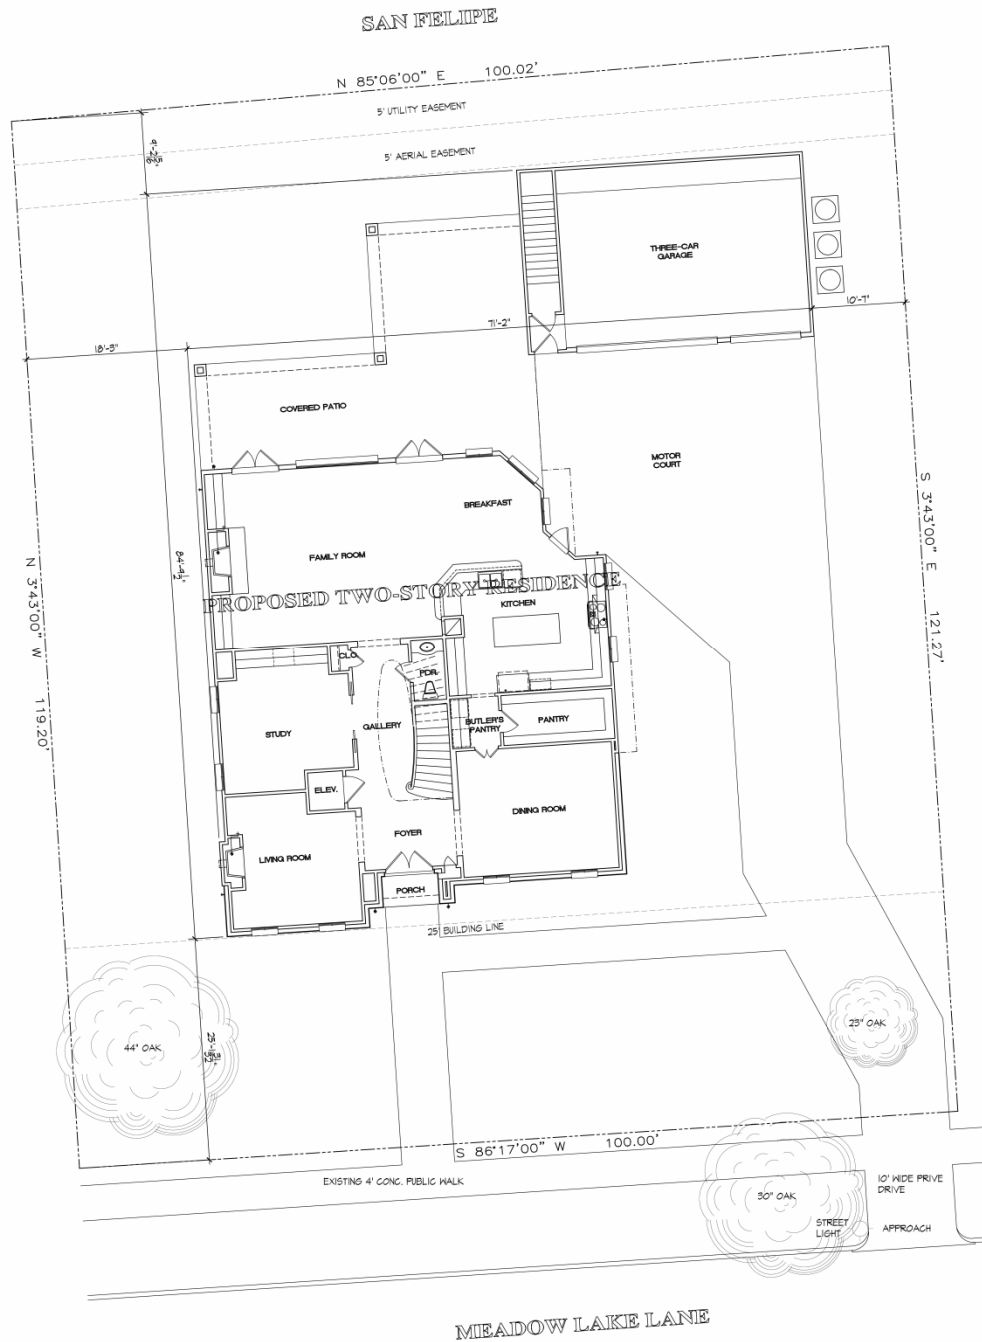 SAN FELIPE
N 85°06'00" E 100.02'
5' UTILITY EASEMENT
5' AERIAL EASEMENT
THREE-CAR
GARAGE
10'-7"
71'-2"
18'-5"
COVERED PATIO
MOTOR
COURT
BREAKFAST
FAMILY ROOM
S 3°43'00" E 121.27'
N 3°43'00" W 119.20'
PROPOSED TWO-STORY RESIDENCE
KITCHEN
CLO.
PDR.
GALLERY
BUTLER'S
PANTRY
PANTRY
STUDY
ELEV.
DINING ROOM
FOYER
LIVING ROOM
PORCH
25' BUILDING LINE
44" OAK
23" OAK
S 86°17'00" W 100.00'
EXISTING 4' CONC. PUBLIC WALK
10' WIDE PRIVE
DRIVE
30" OAK
STREET
LIGHT
APPROACH
MEADOW LAKE LANE